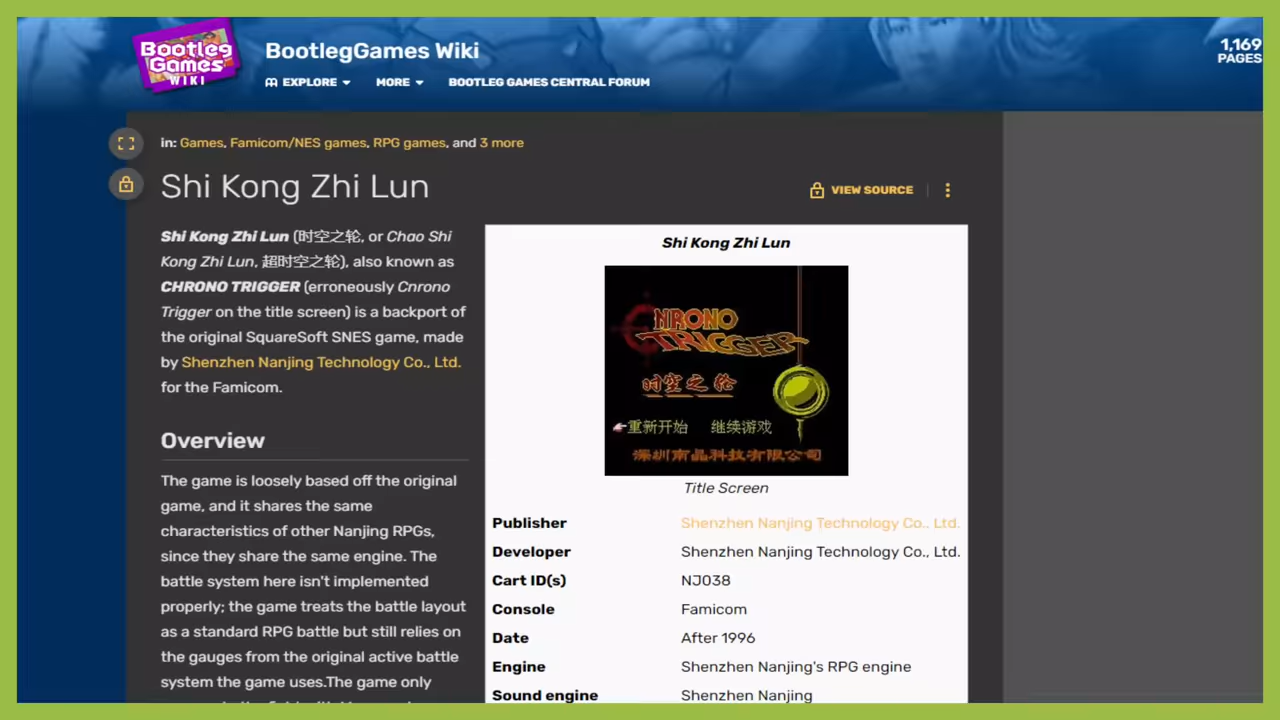 Bootleg
Games
WIKI
BootlegGames Wiki
EXPLORE
MORE
BOOTLEG GAMES CENTRAL FORUM
1,169
PAGES
in: Games, Famicom/NES games, RPG games, and 3 more
Shi Kong Zhi Lun
VIEW SOURCE
Shi Kong Zhi Lun (时空之轮, or Chao Shi
Kong Zhi Lun, 超时空之轮), also known as
CHRONO TRIGGER (erroneously Cnrono
Trigger on the title screen) is a backport of
the original SquareSoft SNES game, made
by Shenzhen Nanjing Technology Co., Ltd.
for the Famicom.
Overview
The game is loosely based off the original
game, and it shares the same
characteristics of other Nanjing RPGs,
since they share the same engine. The
battle system here isn't implemented
properly; the game treats the battle layout
as a standard RPG battle but still relies on
the gauges from the original active battle
system the game uses.The game only
Shi Kong Zhi Lun
CNRONO
TRIGGER
时空之轮
重新开始 继续游戏
深圳南晶科技有限公司
Title Screen
Publisher Shenzhen Nanjing Technology Co., Ltd.
Developer Shenzhen Nanjing Technology Co., Ltd.
Cart ID(s) NJ038
Console Famicom
Date After 1996
Engine Shenzhen Nanjing's RPG engine
Sound engine Shenzhen Nanjing